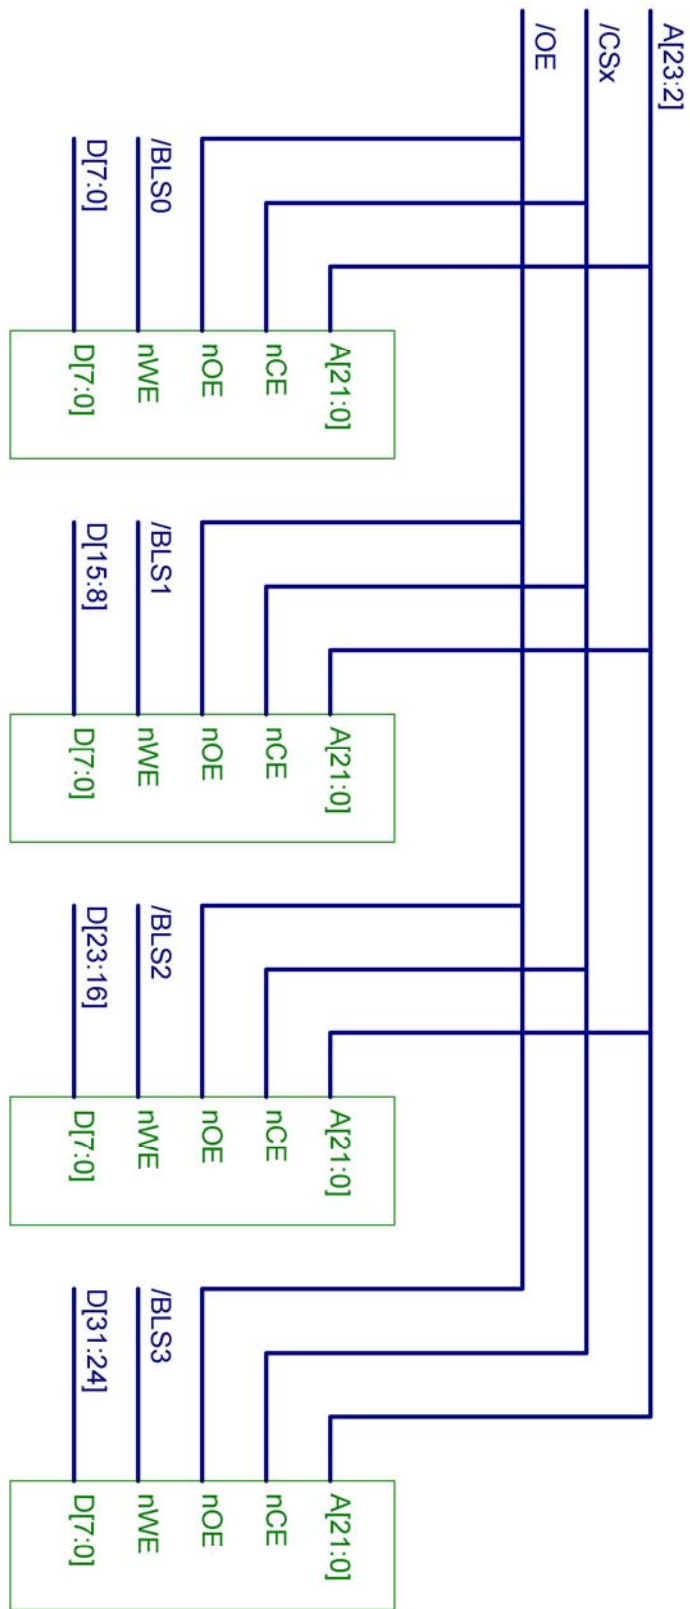 A[23:2]
/CSx
/OE
/BLS0
D[7:0]
A[21:0]
nCE
nOE
nWE
D[7:0]
/BLS1
D[15:8]
A[21:0]
nCE
nOE
nWE
D[7:0]
/BLS2
D[23:16]
A[21:0]
nCE
nOE
nWE
D[7:0]
/BLS3
D[31:24]
A[21:0]
nCE
nOE
nWE
D[7:0]